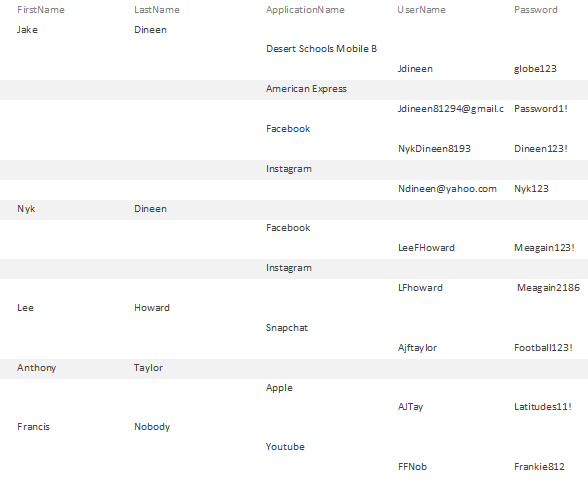 FirstName LastName ApplicationName UserName Password
Jake Dineen
Desert Schools Mobile B
Jdineen globe123
American Express
Jdineen81294@gmail.c Password1!
Facebook
NykDineen8193 Dineen123!
Instagram
Ndineen@yahoo.com Nyk123
Nyk Dineen
Facebook
LeeFHoward Meagain123!
Instagram
LFhoward Meagain2186
Lee Howard
Snapchat
Ajftaylor Football123!
Anthony Taylor
Apple
AJTay Latitudes11!
Francis Nobody
Youtube
FFNob Frankie812